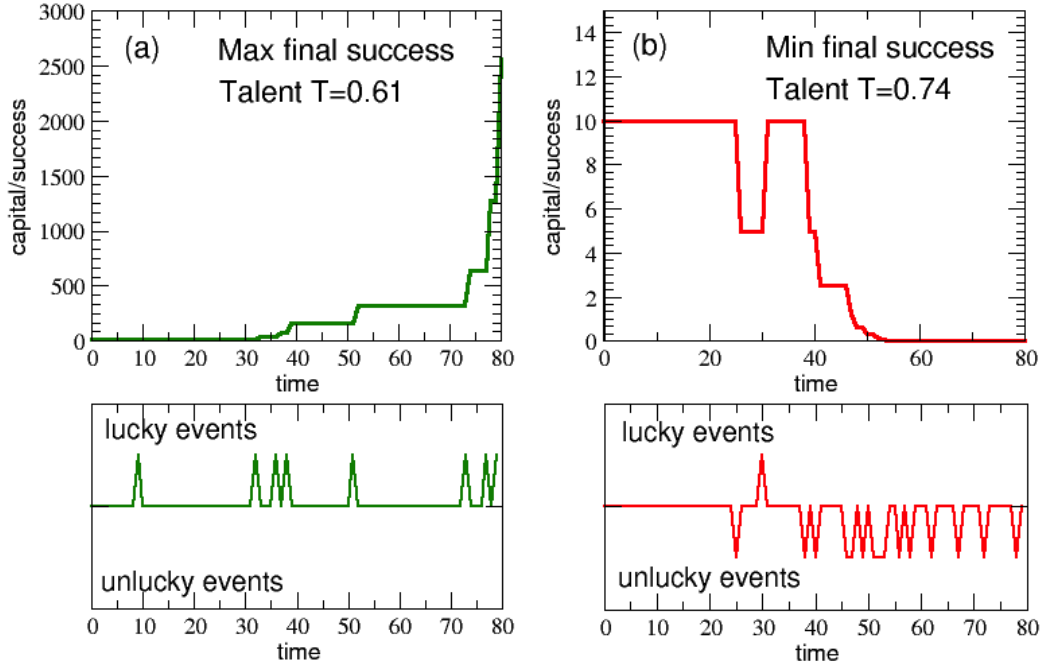 (a)
Max final success
Talent T=0.61
capital/success
3000
2500
2000
1500
1000
500
0
0 10 20 30 40 50 60 70 80
time
(b)
Min final success
Talent T=0.74
capital/success
14
12
10
8
6
4
2
0
0 20 40 60 80
time
lucky events
unlucky events
0 10 20 30 40 50 60 70 80
time
lucky events
unlucky events
0 10 20 30 40 50 60 70 80
time